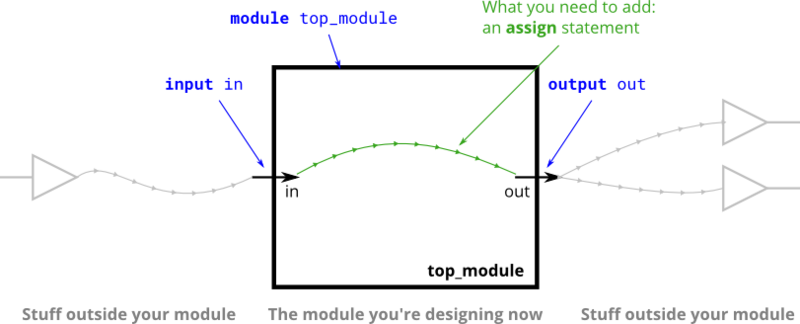 What you need to add:
an assign statement
module top_module
input in
output out
in
out
top_module
Stuff outside your module
The module you're designing now
Stuff outside your module